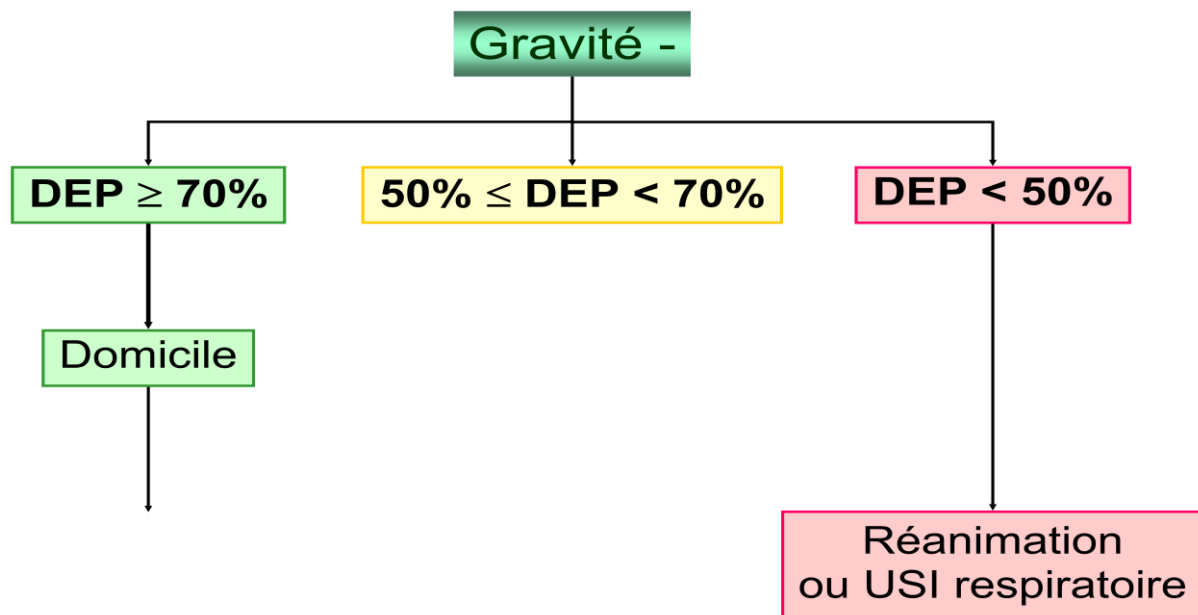 Gravité -
DEP ≥ 70%
50% ≤ DEP < 70%
DEP < 50%
Domicile
Réanimation
ou USI respiratoire